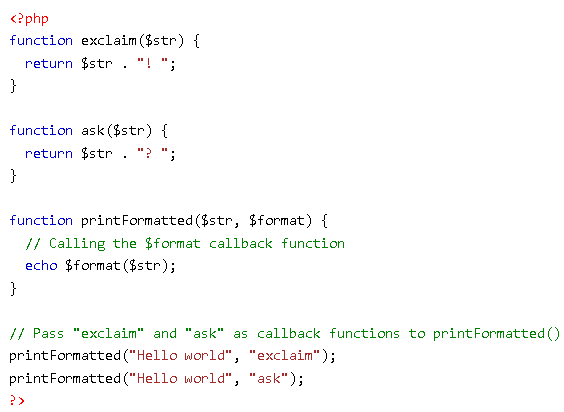 <?php
function exclaim($str) {
  return $str . "! ";
}

function ask($str) {
  return $str . "? ";
}

function printFormatted($str, $format) {
  // Calling the $format callback function
  echo $format($str);
}

// Pass "exclaim" and "ask" as callback functions to printFormatted()
printFormatted("Hello world", "exclaim");
printFormatted("Hello world", "ask");
?>